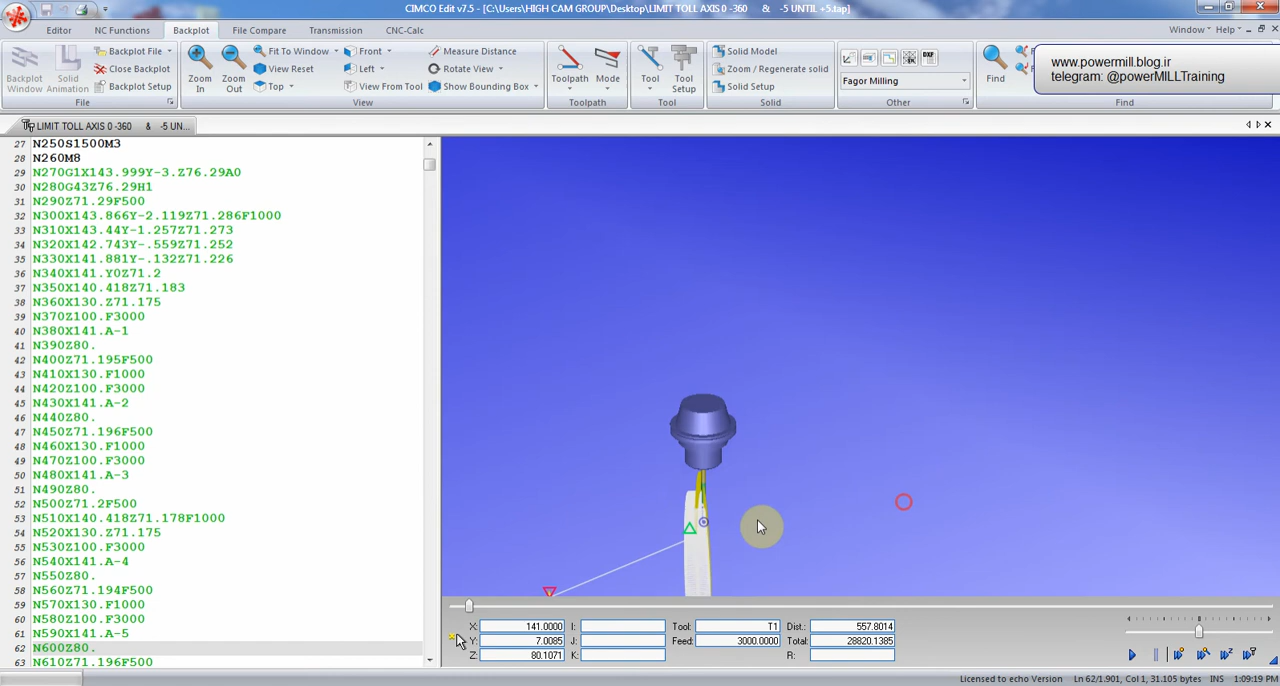 CIMCO Edit v7.5 - [C:\Users\HIGH CAM GROUP\Desktop\LIMIT TOLL AXIS 0 -360 & -5 UNTIL +5.tap]
Editor NC Functions Backplot File Compare Transmission CNC-Calc Window Help
Backplot File Fit To Window Front Measure Distance Solid Model
Close Backplot View Reset Left Rotate View Zoom / Regenerate solid
Backplot Setup Top View From Tool Show Bounding Box Solid Setup
Backplot Window Solid Animation Zoom In Zoom Out Toolpath Mode Tool Tool Setup DXF Fagor Milling Find
File View Toolpath Tool Solid Other Find
www.powermill.blog.ir
telegram: @powerMILLTraining
LIMIT TOLL AXIS 0 -360 & -5 UN...
27 N250S1500M3
28 N260M8
29 N270G1X143.999Y-3.Z76.29A0
30 N280G43Z76.29H1
31 N290Z71.29F500
32 N300X143.866Y-2.119Z71.286F1000
33 N310X143.44Y-1.257Z71.273
34 N320X142.743Y-.559Z71.252
35 N330X141.881Y-.132Z71.226
36 N340X141.Y0Z71.2
37 N350X140.418Z71.183
38 N360X130.Z71.175
39 N370Z100.F3000
40 N380X141.A-1
41 N390Z80.
42 N400Z71.195F500
43 N410X130.F1000
44 N420Z100.F3000
45 N430X141.A-2
46 N440Z80.
47 N450Z71.196F500
48 N460X130.F1000
49 N470Z100.F3000
50 N480X141.A-3
51 N490Z80.
52 N500Z71.2F500
53 N510X140.418Z71.178F1000
54 N520X130.Z71.175
55 N530Z100.F3000
56 N540X141.A-4
57 N550Z80.
58 N560Z71.194F500
59 N570X130.F1000
60 N580Z100.F3000
61 N590X141.A-5
62 N600Z80.
63 N610Z71.196F500
X: 141.0000 I: Tool: T1 Dist.: 557.8014
Y: 7.0085 J: Feed: 3000.0000 Total: 28820.1385
Z: 80.1071 K: R:
Licensed to echo Version Ln 62/1.901, Col 1, 31.105 bytes INS 1:09:19 PM